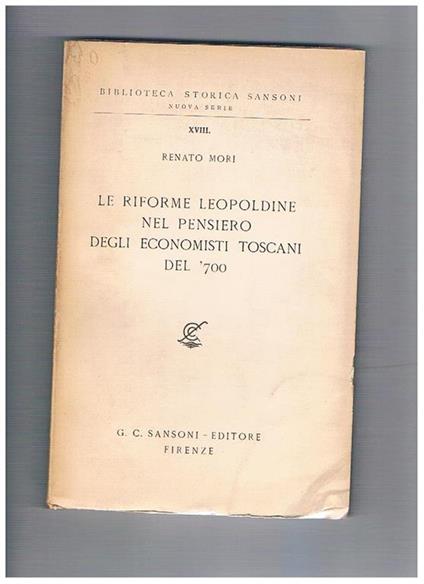 BIBLIOTECA STORICA SANSONI
NUOVA SERIE
XVIII.
RENATO MORI
LE RIFORME LEOPOLDINE
NEL PENSIERO
DEGLI ECONOMISTI TOSCANI
DEL '700
G. C. SANSONI - EDITORE
FIRENZE